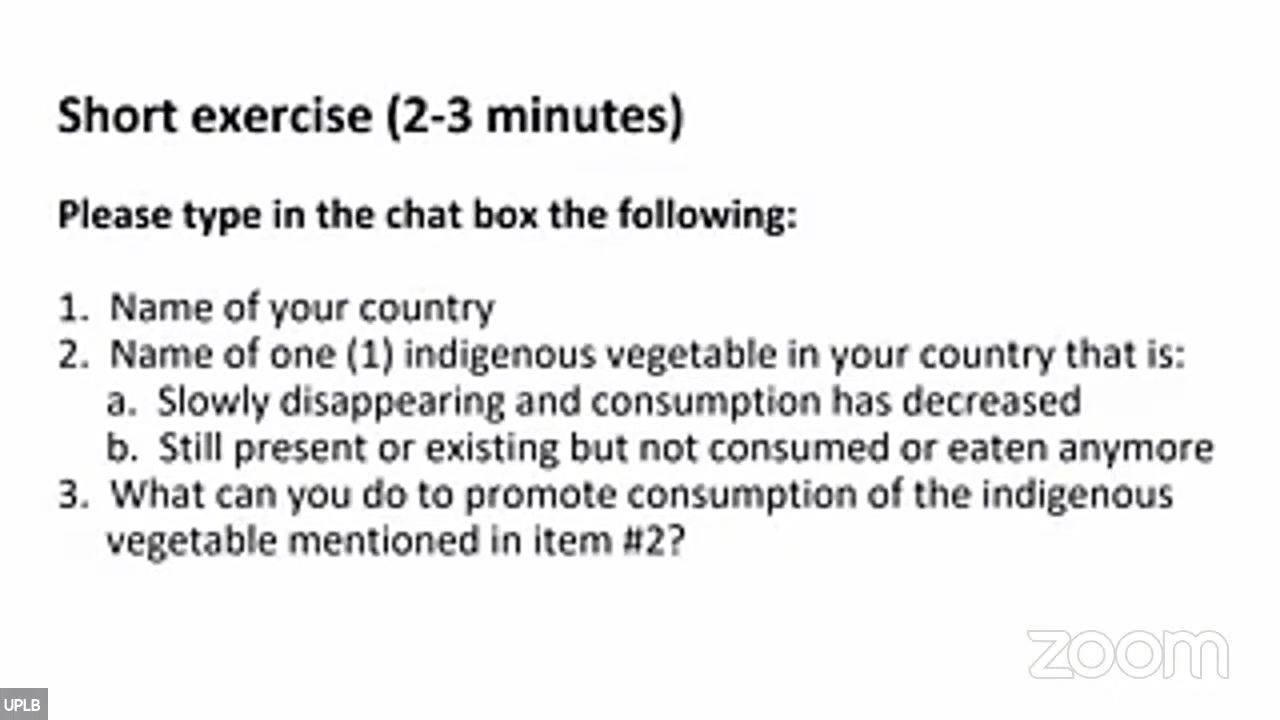 Short exercise (2-3 minutes)
Please type in the chat box the following:
1. Name of your country
2. Name of one (1) indigenous vegetable in your country that is:
a. Slowly disappearing and consumption has decreased
b. Still present or existing but not consumed or eaten anymore
3. What can you do to promote consumption of the indigenous
vegetable mentioned in item #2?
zoom
UPLB